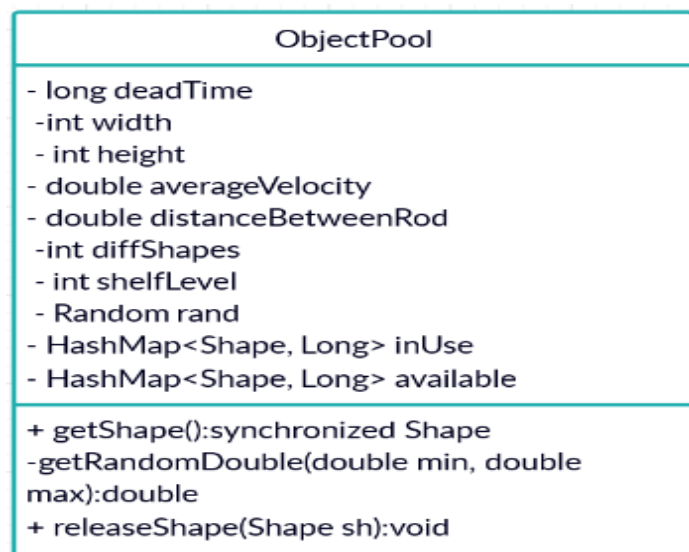 ObjectPool
- long deadTime
-int width
- int height
- double averageVelocity
- double distanceBetweenRod
-int diffShapes
- int shelfLevel
- Random rand
- HashMap<Shape, Long> inUse
- HashMap<Shape, Long> available
+ getShape():synchronized Shape
-getRandomDouble(double min, double
max):double
+ releaseShape(Shape sh):void